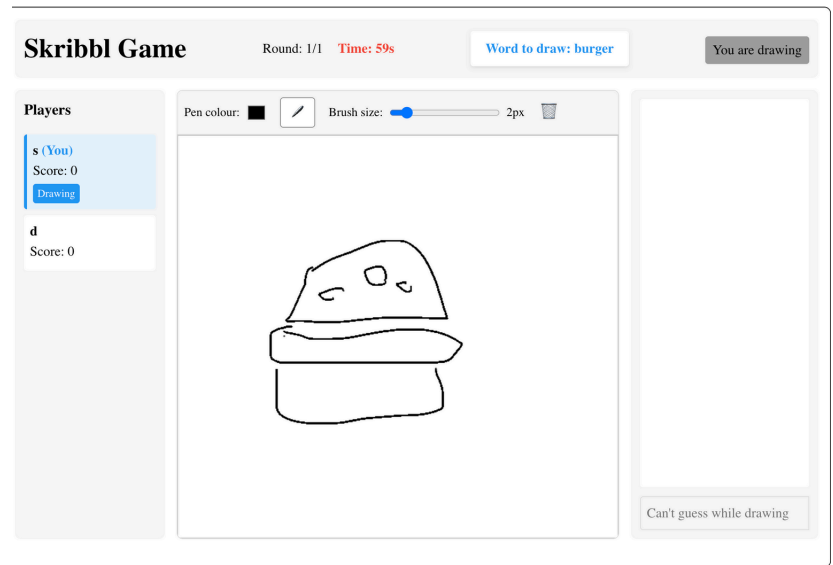 Skribbl Game
Round: 1/1 Time: 59s
Word to draw: burger
You are drawing
Players
s (You)
Score: 0
Drawing
d
Score: 0
Pen colour:
Brush size: 2px
Can't guess while drawing